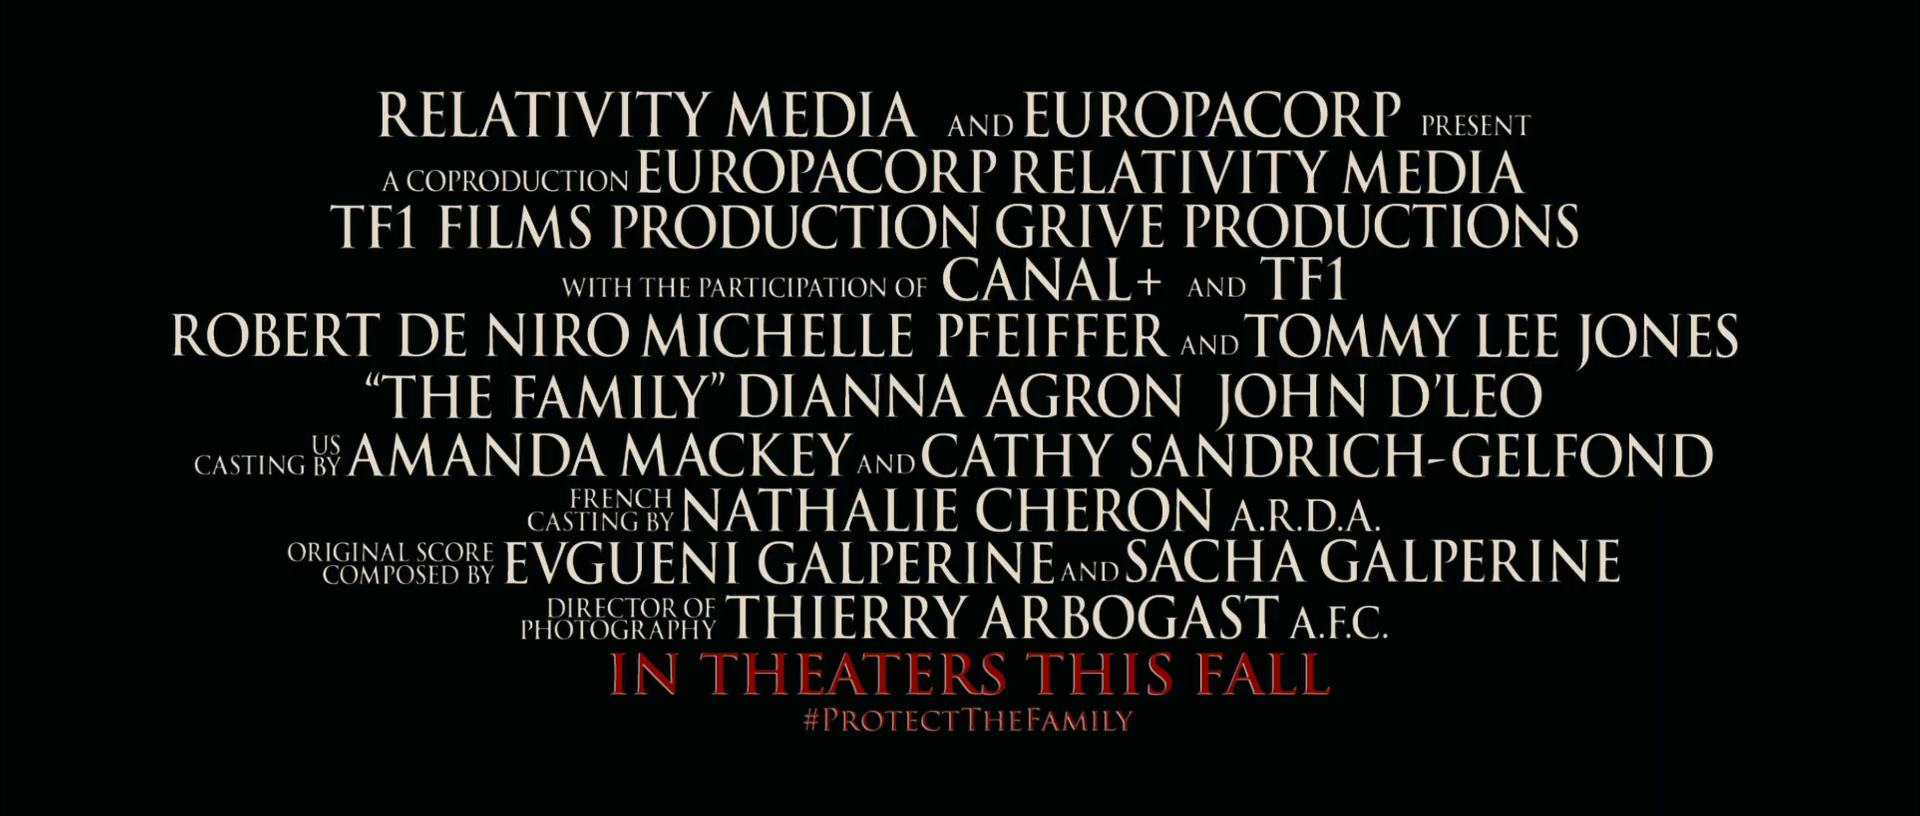 RELATIVITY MEDIA AND EUROPACORP PRESENT
A COPRODUCTION EUROPACORP RELATIVITY MEDIA
TF1 FILMS PRODUCTION GRIVE PRODUCTIONS
WITH THE PARTICIPATION OF CANAL+ AND TF1
ROBERT DE NIRO MICHELLE PFEIFFER AND TOMMY LEE JONES
“THE FAMILY” DIANNA AGRON JOHN D'LEO
US CASTING BY AMANDA MACKEY AND CATHY SANDRICH-GELFOND
FRENCH CASTING BY NATHALIE CHERON A.R.D.A.
ORIGINAL SCORE COMPOSED BY EVGUENI GALPERINE AND SACHA GALPERINE
DIRECTOR OF PHOTOGRAPHY THIERRY ARBOGAST A.F.C.
IN THEATERS THIS FALL
#PROTECTTHEFAMILY